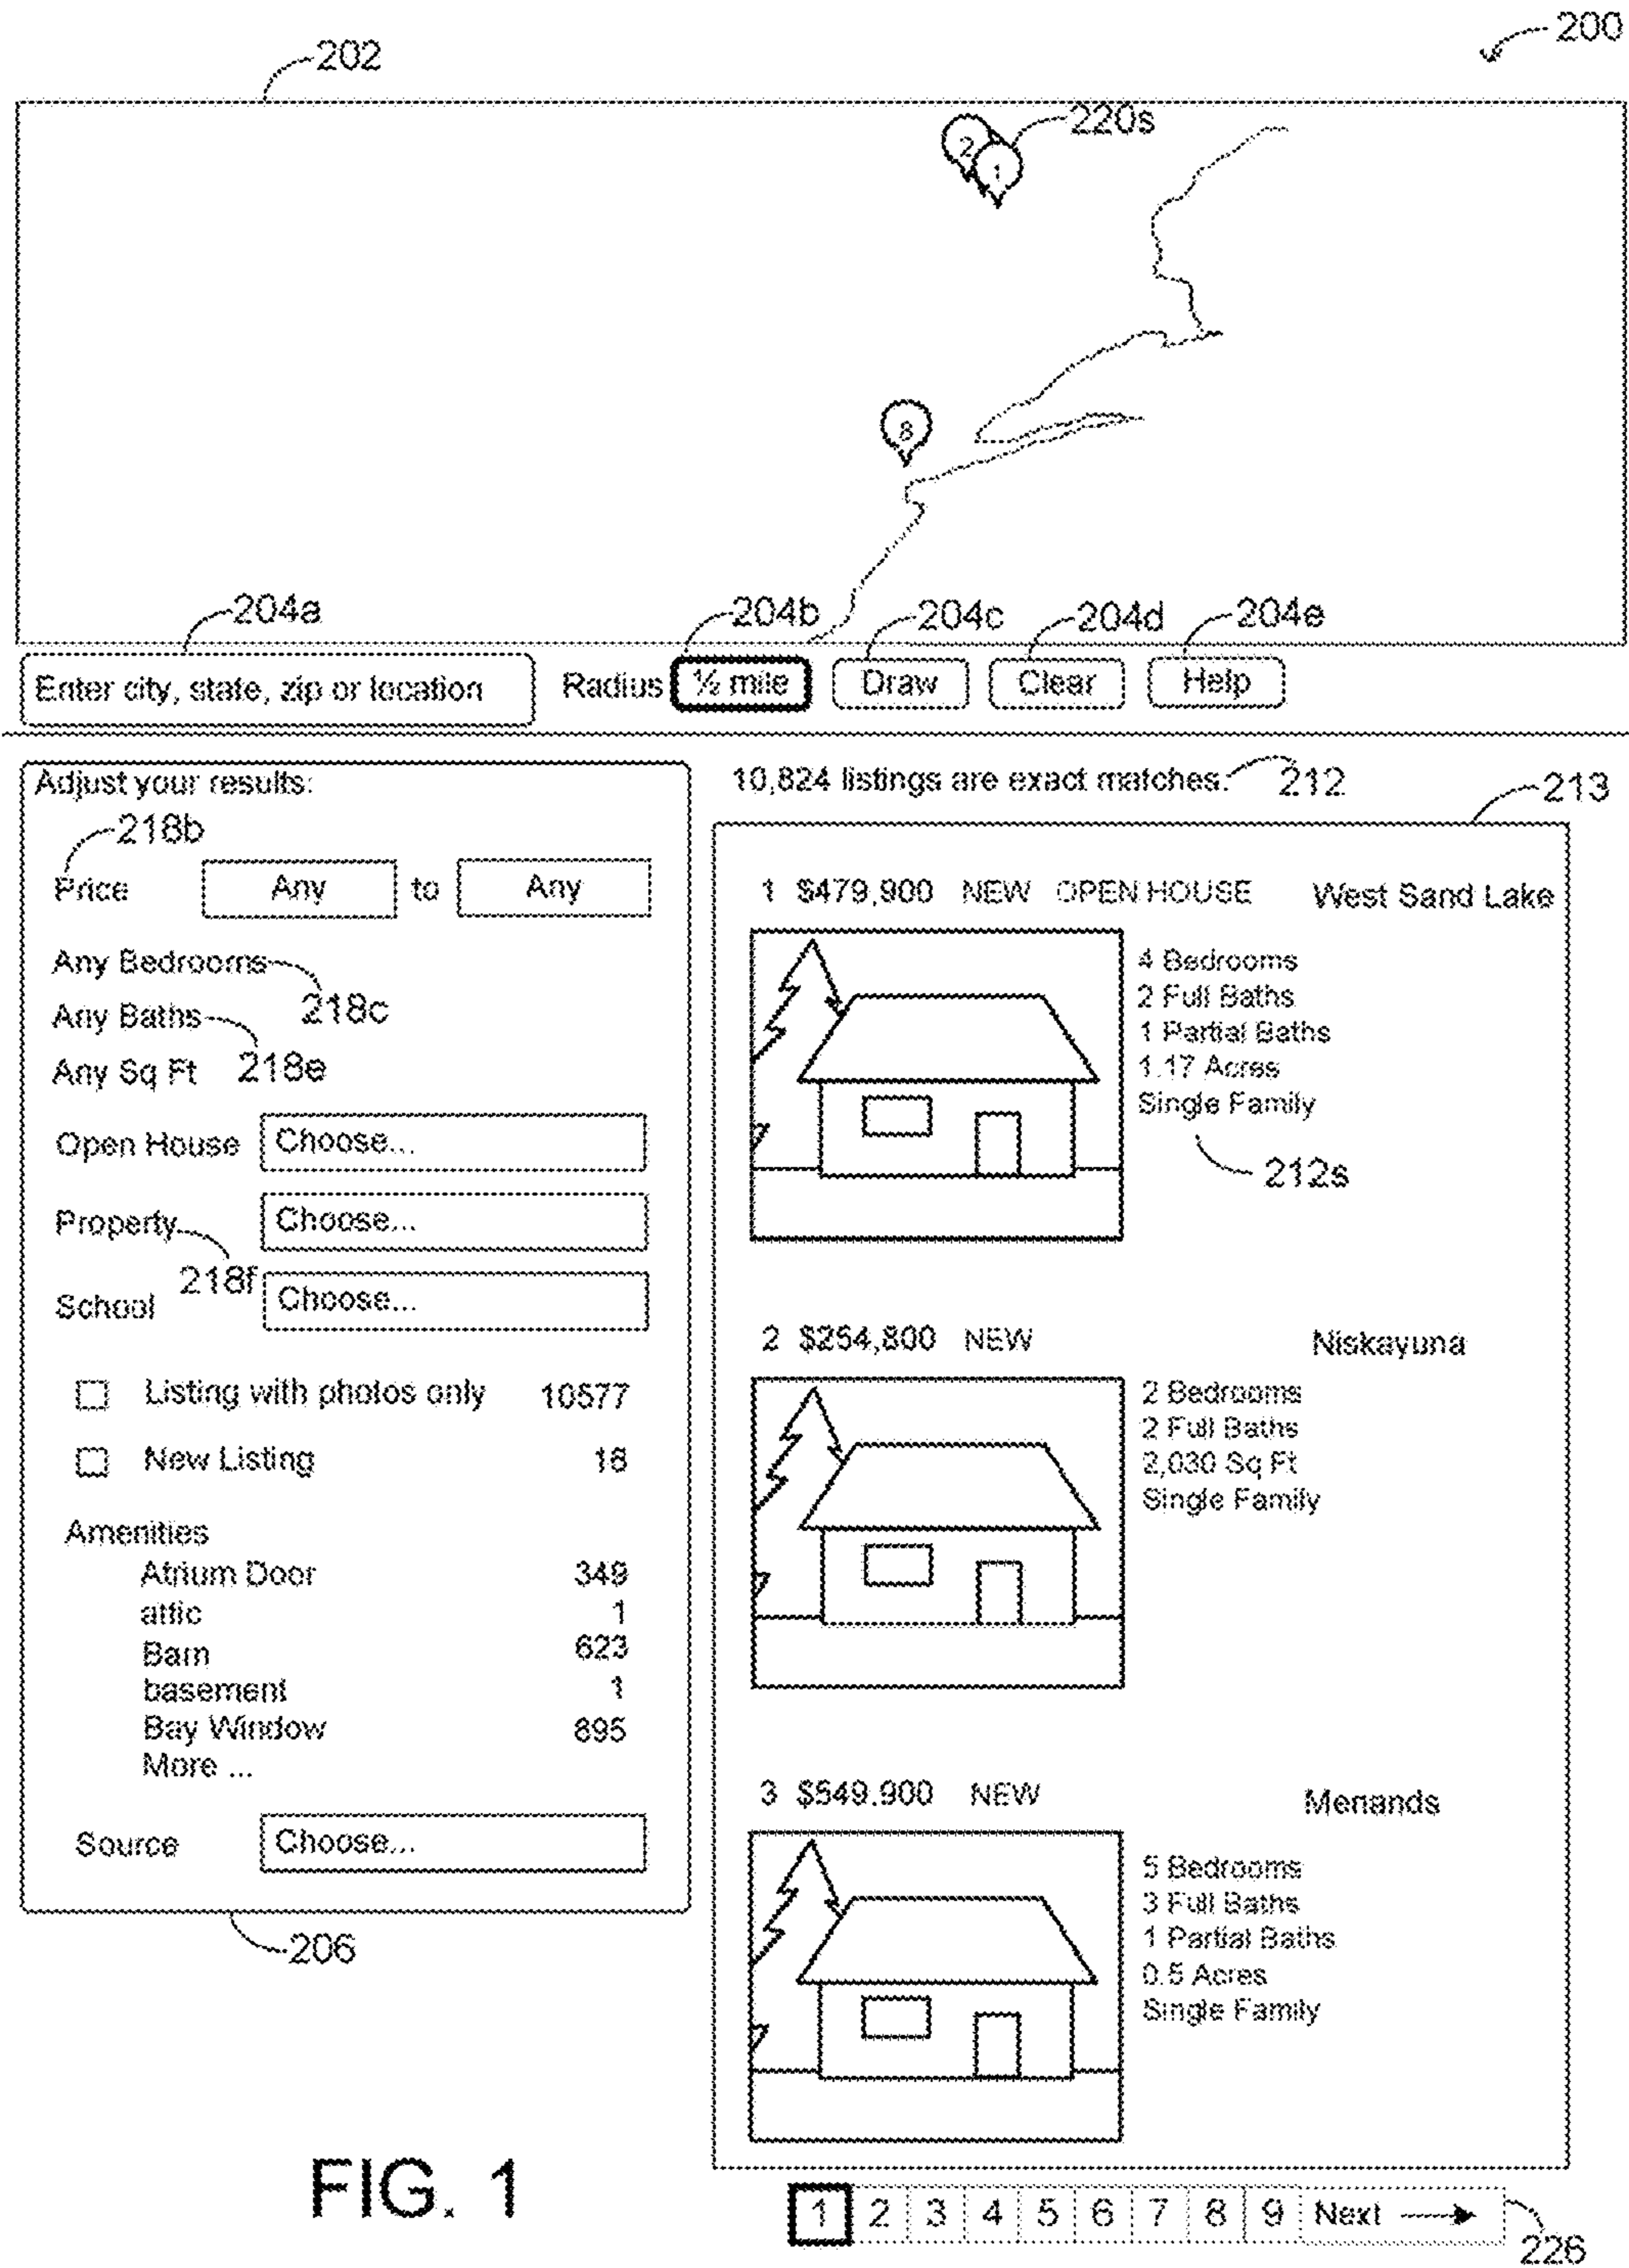 200
202
220s
2
1
8
204a
204b
204c
204d
204e
Enter city, state, zip or location
Radius
½ mile
Draw
Clear
Help
Adjust your results:
218b
Price
Any
to
Any
Any Bedrooms
218c
Any Baths
218e
Any Sq Ft
Open House
Choose...
Property
Choose...
218f
School
Choose...
Listing with photos only 10577
New Listing 18
Amenities
Atrium Door 349
attic 1
Barn 623
basement 1
Bay Window 895
More ...
Source
Choose...
206
10,824 listings are exact matches.
212
213
1 $479,900 NEW OPEN HOUSE West Sand Lake
4 Bedrooms
2 Full Baths
1 Partial Baths
1.17 Acres
Single Family
212s
2 $254,800 NEW Niskayuna
2 Bedrooms
2 Full Baths
2,030 Sq Ft
Single Family
3 $549.900 NEW Menands
5 Bedrooms
3 Full Baths
1 Partial Baths
0.5 Acres
Single Family
1 2 3 4 5 6 7 8 9 Next
226
FIG. 1